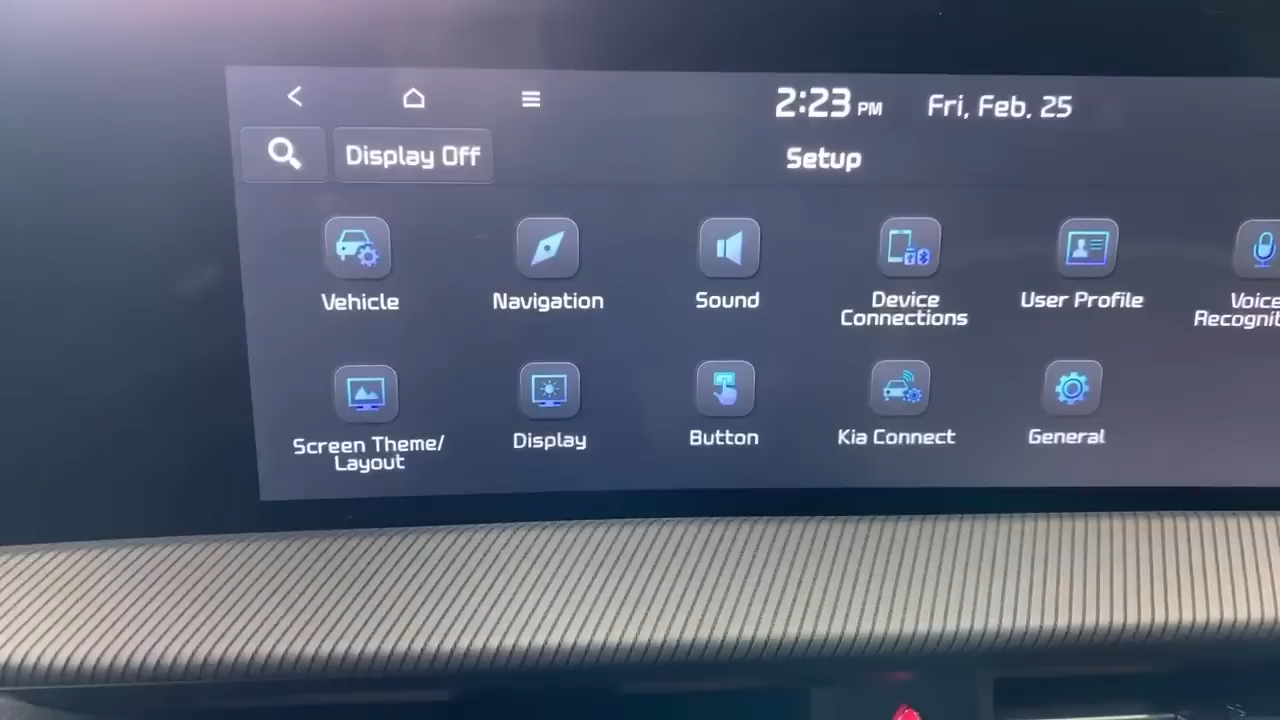 2:23 PM Fri, Feb. 25
Display Off
Setup
Vehicle
Navigation
Sound
Device
Connections
User Profile
Voice
Screen Theme/
Layout
Display
Button
Kia Connect
General